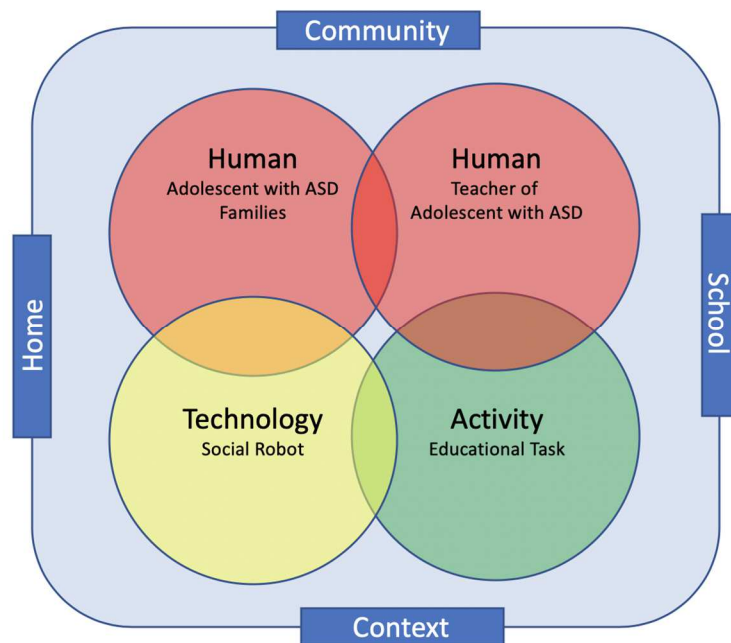 Community
Human
Adolescent with ASD
Families
Human
Teacher of
Adolescent with ASD
Home
School
Technology
Social Robot
Activity
Educational Task
Context